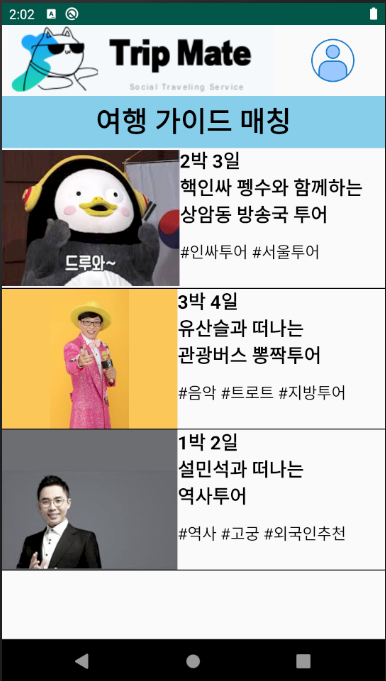 2:02
Trip Mate
Social Traveling Service
여행 가이드 매칭
2박 3일
핵인싸 펭수와 함께하는
상암동 방송국 투어
#인싸투어 #서울투어
드루와~
3박 4일
유산슬과 떠나는
관광버스 뽕짝투어
#음악 #트로트 #지방투어
1박 2일
설민석과 떠나는
역사투어
#역사 #고궁 #외국인추천